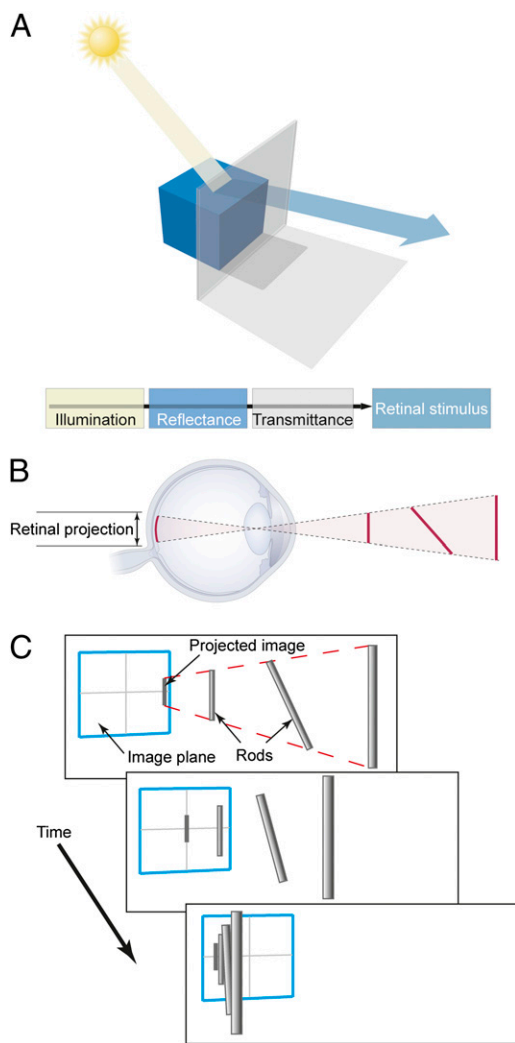 A
Illumination
Reflectance
Transmittance
Retinal stimulus
B
Retinal projection
C
Projected image
Image plane
Rods
Time